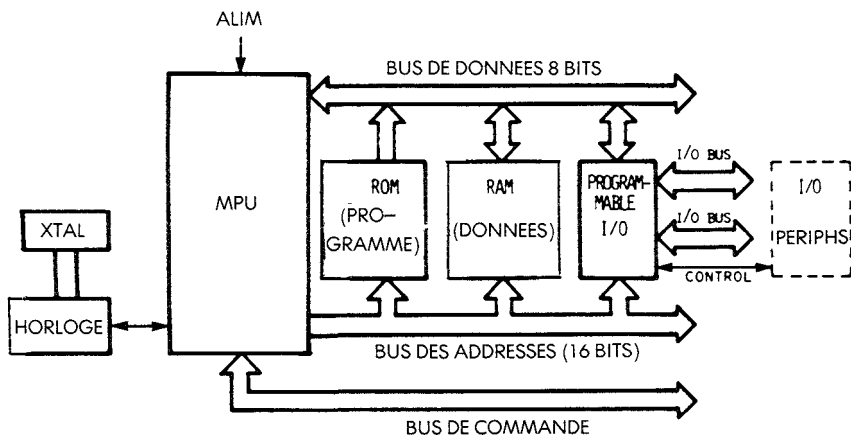 ALIM
BUS DE DONNEES 8 BITS
MPU
ROM
(PRO-
GRAMME)
RAM
(DONNEES)
PROGRAM-
MABLE
I/O
I/O BUS
I/O BUS
CONTROL
I/O
PERIPHS
XTAL
HORLOGE
BUS DES ADDRESSES (16 BITS)
BUS DE COMMANDE